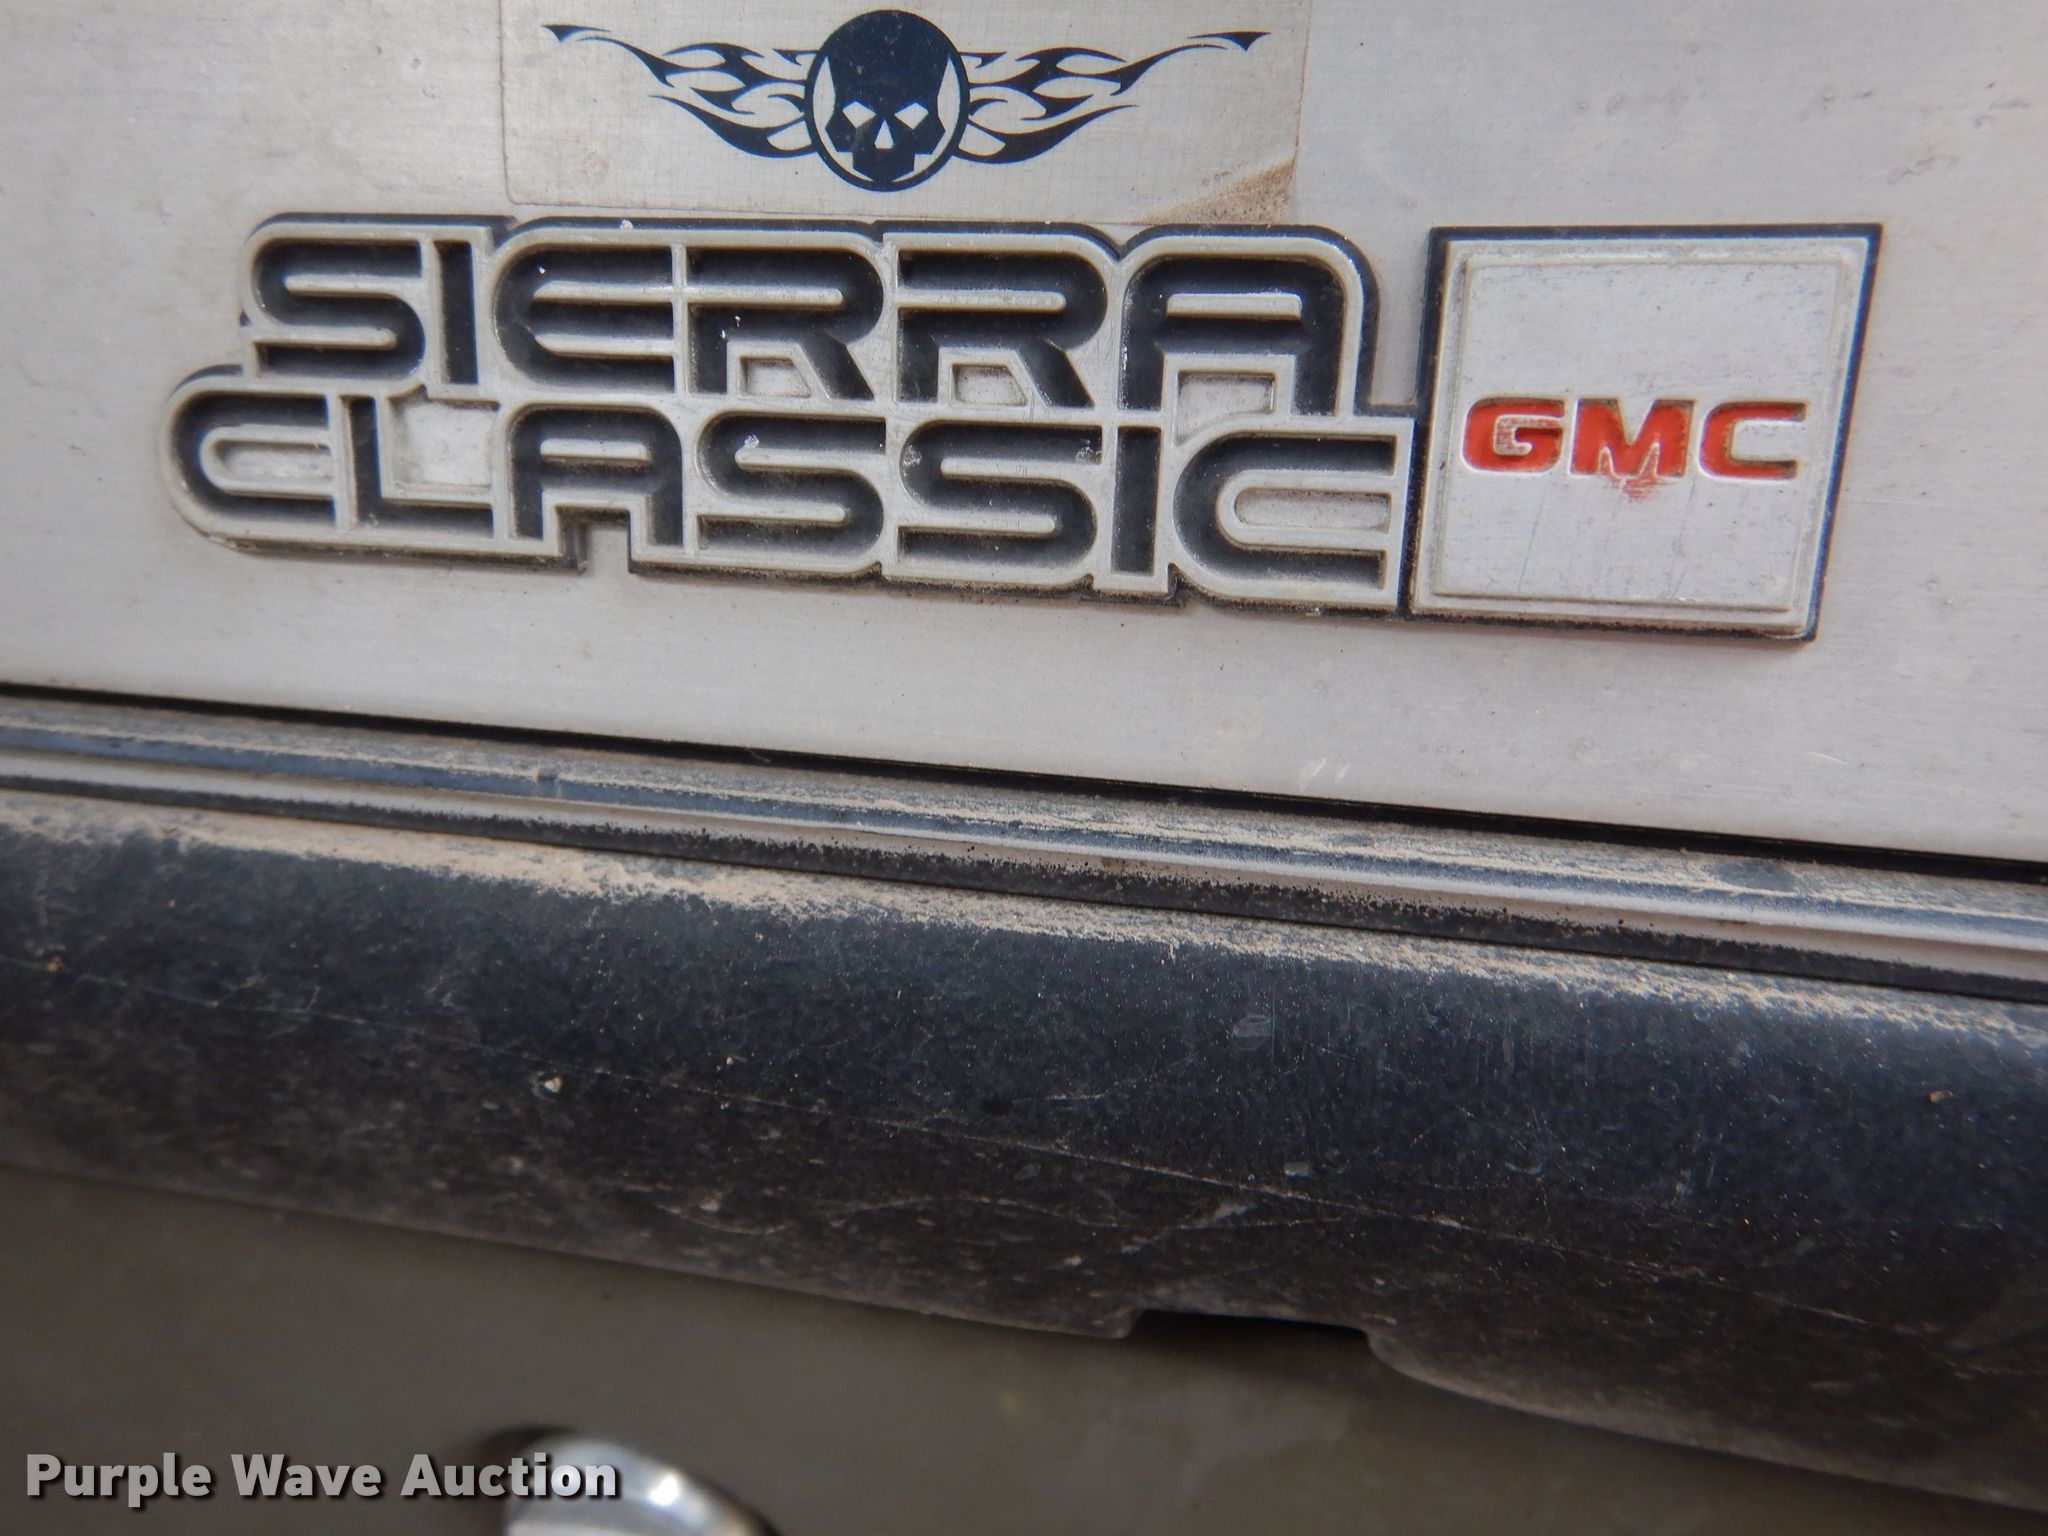 SIERRA
CLASSIC
GMC
Purple Wave Auction